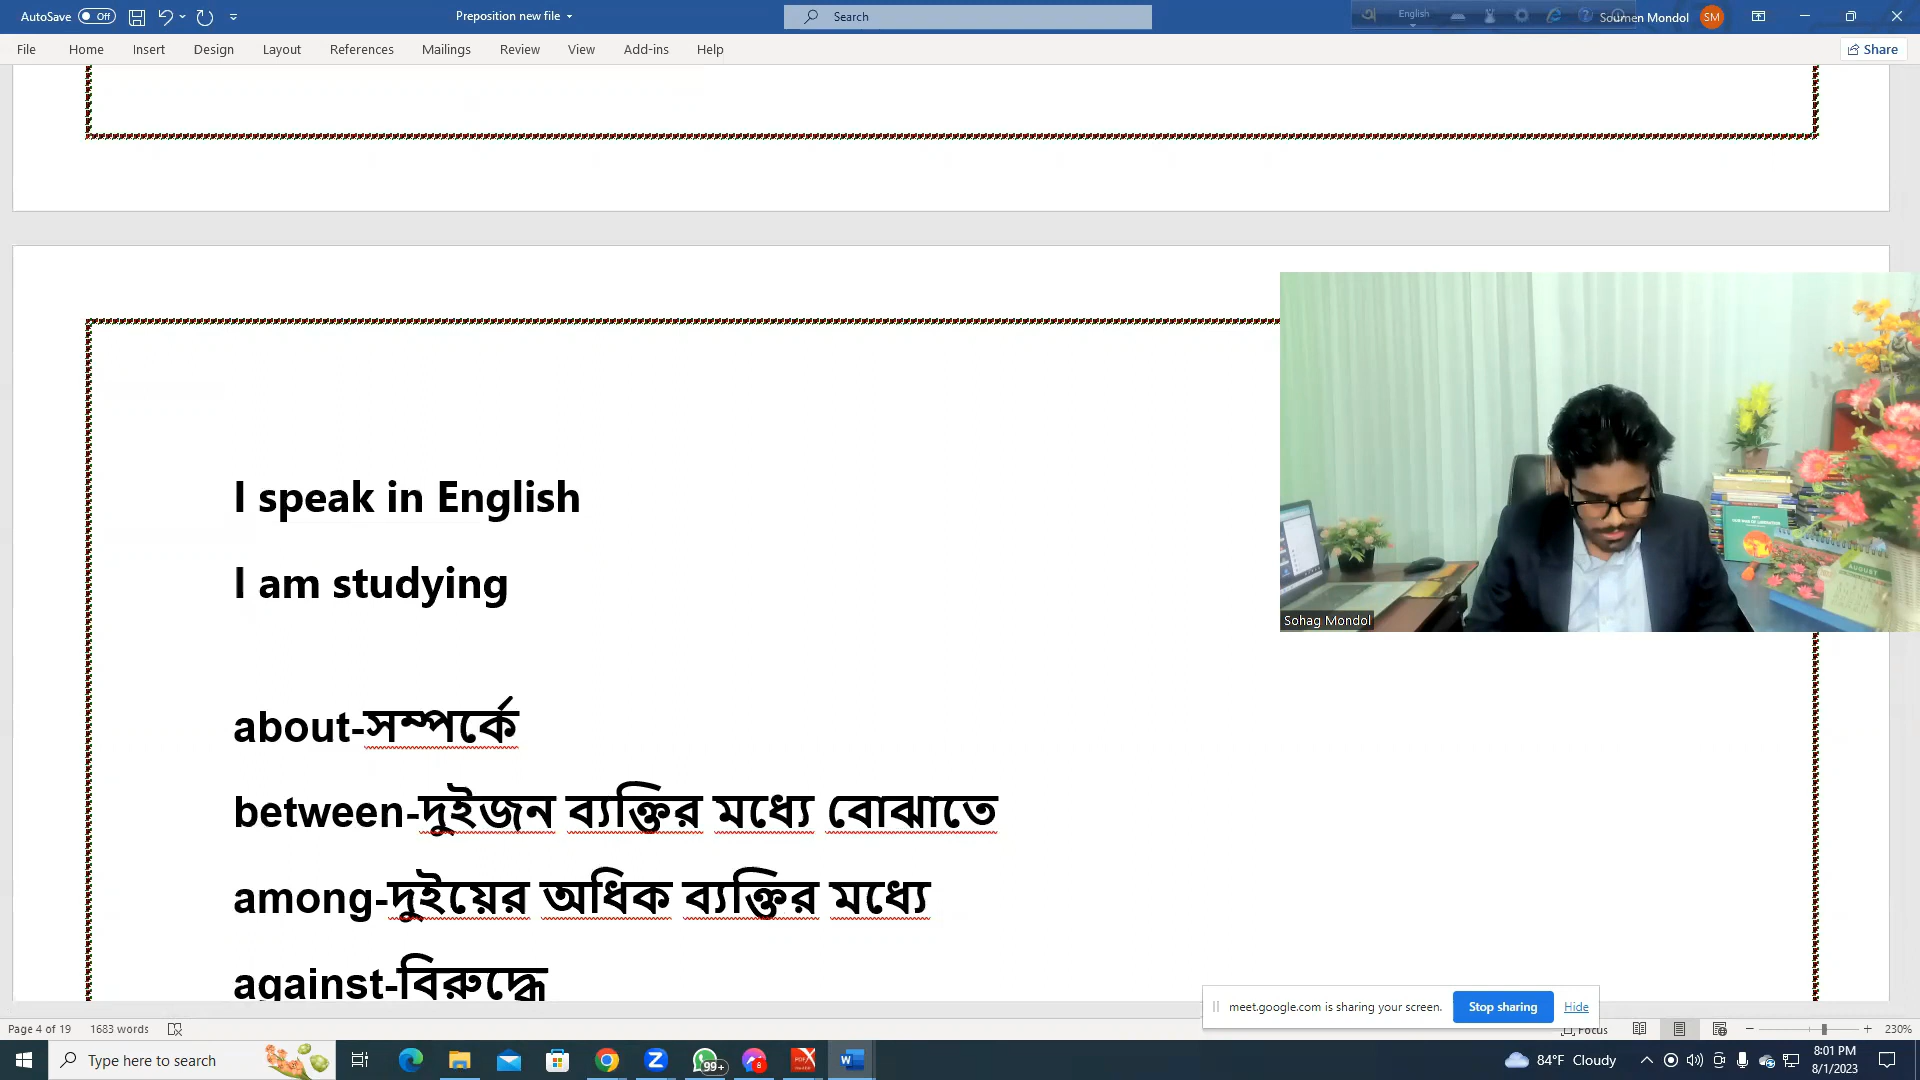 AutoSave Off Preposition new file Search English Soumen Mondol SM
File Home Insert Design Layout References Mailings Review View Add-ins Help Share
I speak in English
I am studying
Sohag Mondol
about-সম্পর্কে
between-দুইজন ব্যক্তির মধ্যে বোঝাতে
among-দুইয়ের অধিক ব্যক্তির মধ্যে
against-বিরুদ্ধে
meet.google.com is sharing your screen. Stop sharing Hide
Page 4 of 19 1683 words Focus 230%
Type here to search 99+ 8 84°F Cloudy 8:01 PM
8/1/2023
AUGUST